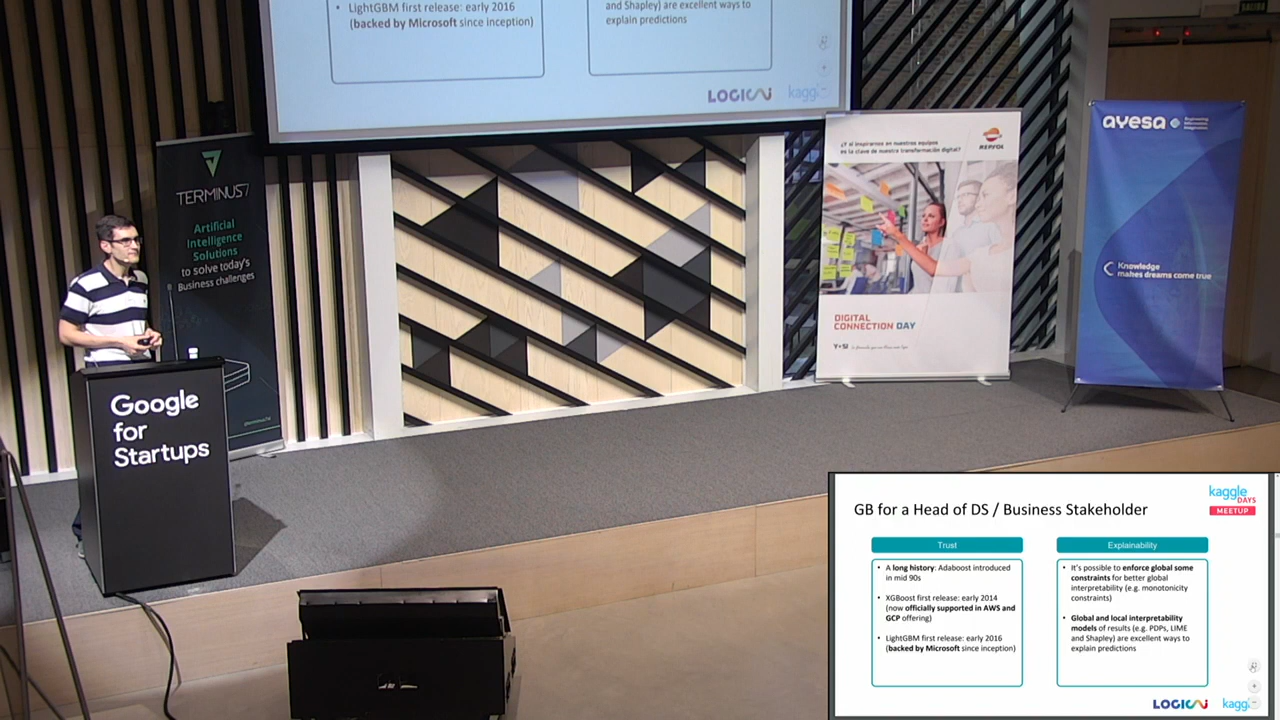 LightGBM first release: early 2016
(backed by Microsoft since inception)
and Shapley) are excellent ways to
explain predictions
LOGIC
kaggle
TERMINUS7
Artificial
Intelligence
Solutions
to solve today's
Business challenges
Google
for
Startups
¿Y si inspirarnos en nuestros equipos
es la clave de nuestra transformación digital?
REPSOL
DIGITAL
CONNECTION DAY
ayesa
Knowledge
makes dreams come true
SALIDA
kaggle
DAYS
MEETUP
GB for a Head of DS / Business Stakeholder
Trust
• A long history: Adaboost introduced
in mid 90s
• XGBoost first release: early 2014
(now officially supported in AWS and
GCP offering)
• LightGBM first release: early 2016
(backed by Microsoft since inception)
Explainability
• It's possible to enforce global some
constraints for better global
interpretability (e.g. monotonicity
constraints)
• Global and local interpretability
models of results (e.g. PDPs, LIME
and Shapley) are excellent ways to
explain predictions
LOGIC
kaggle